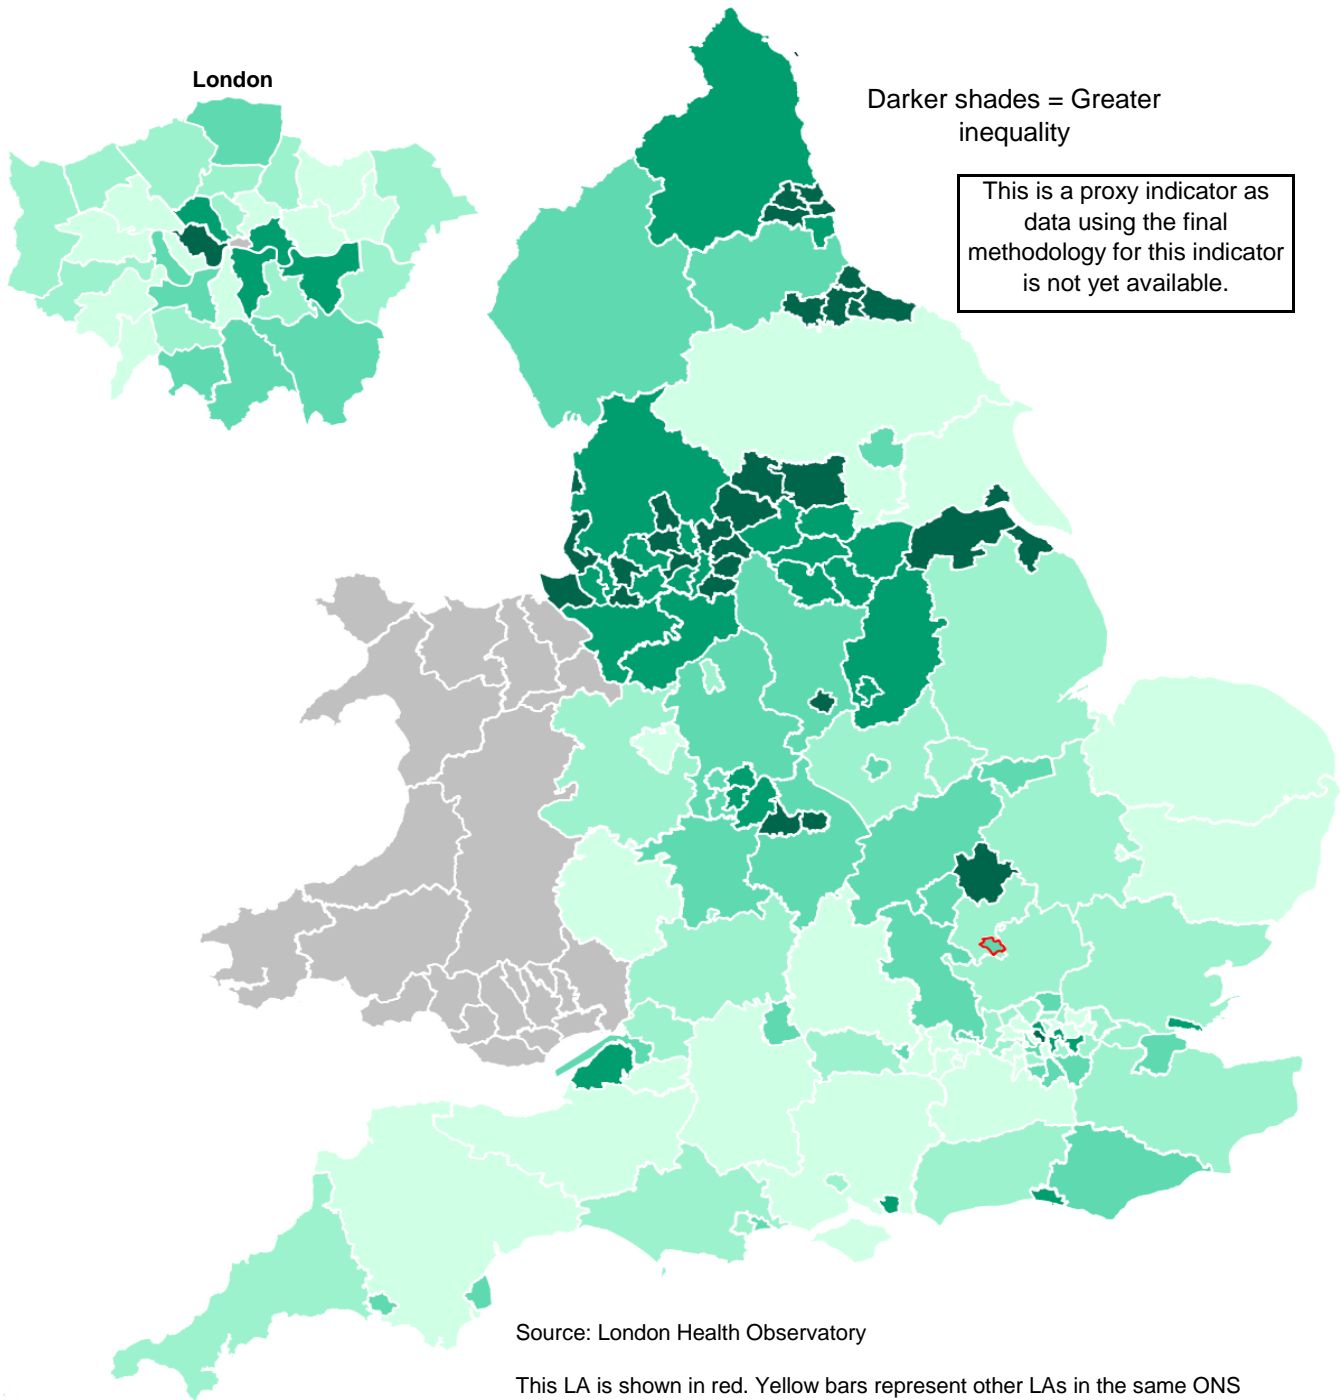 London
Darker shades = Greater
inequality
This is a proxy indicator as
data using the final
methodology for this indicator
is not yet available.
Source: London Health Observatory
This LA is shown in red. Yellow bars represent other LAs in the same ONS